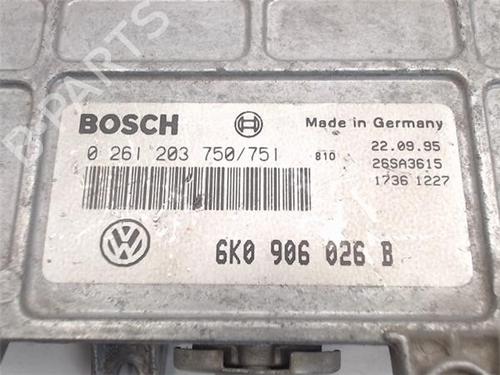 B-PARTS
BOSCH
Made in Germany
0 261 203 750/751 810
22.09.95
26SA3615
1736 1227
6K0 906 026 B